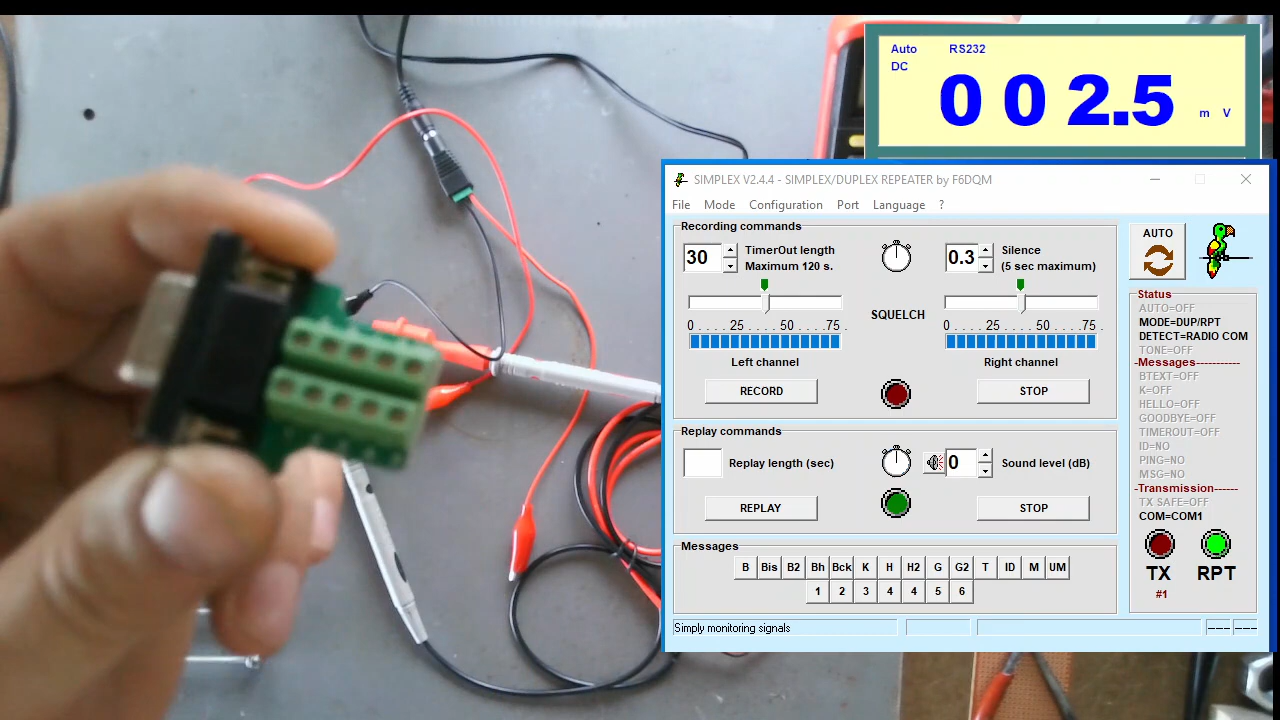 Auto RS232
DC
002.5 m V
SIMPLEX V2.4.4 - SIMPLEX/DUPLEX REPEATER by F6DQM
File Mode Configuration Port Language ?
Recording commands
30 TimerOut length
Maximum 120 s.
0.3 Silence
(5 sec maximum)
SQUELCH
0 . . . . 25 . . . . 50 . . . . 75 .
0 . . . . 25 . . . . 50 . . . . 75 .
Left channel
Right channel
RECORD
STOP
Replay commands
Replay length (sec)
0 Sound level (dB)
REPLAY
STOP
Messages
B Bis B2 Bh Bck K H H2 G G2 T ID M UM
1 2 3 4 4 5 6
Simply monitoring signals
--- ---
AUTO
Status
AUTO=OFF
MODE=DUP/RPT
DETECT=RADIO COM
TONE=OFF
-Messages-----------
BTEXT=OFF
K=OFF
HELLO=OFF
GOODBYE=OFF
TIMEROUT=OFF
ID=NO
PING=NO
MSG=NO
-Transmission------
TX SAFE=OFF
COM=COM1
TX RPT
#1